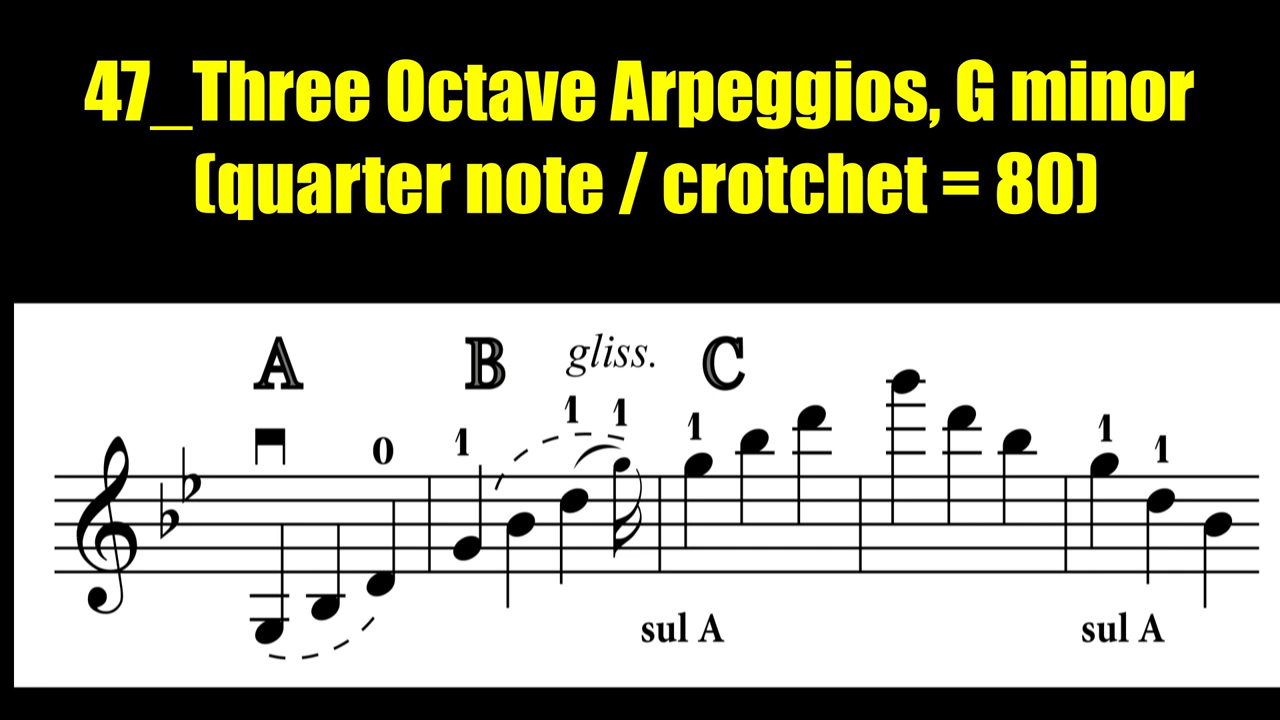 47_Three Octave Arpeggios, G minor
(quarter note / crotchet = 80)
A B gliss. C
0 1 1 1 1 1 1
sul A sul A